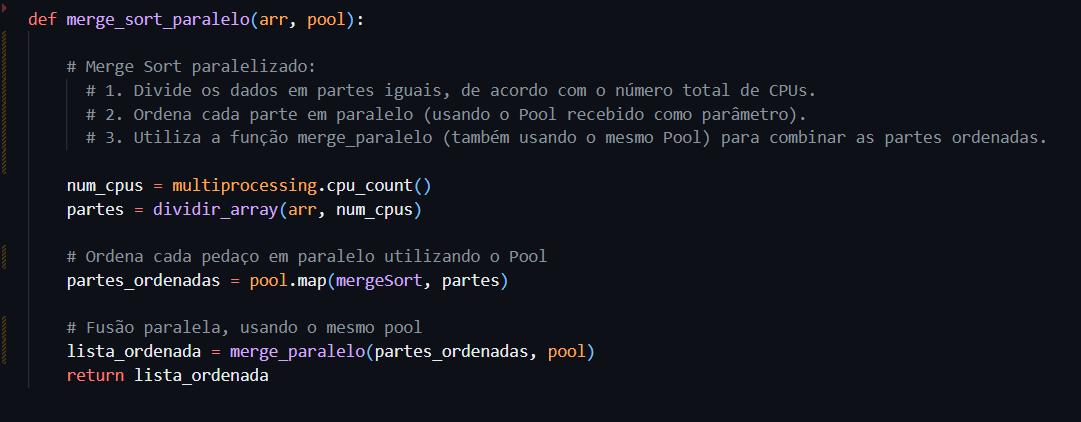 def merge_sort_paralelo(arr, pool):
# Merge Sort paralelizado:
# 1. Divide os dados em partes iguais, de acordo com o número total de CPUs.
# 2. Ordena cada parte em paralelo (usando o Pool recebido como parâmetro).
# 3. Utiliza a função merge_paralelo (também usando o mesmo Pool) para combinar as partes ordenadas.
num_cpus = multiprocessing.cpu_count()
partes = dividir_array(arr, num_cpus)
# Ordena cada pedaço em paralelo utilizando o Pool
partes_ordenadas = pool.map(mergeSort, partes)
# Fusão paralela, usando o mesmo pool
lista_ordenada = merge_paralelo(partes_ordenadas, pool)
return lista_ordenada